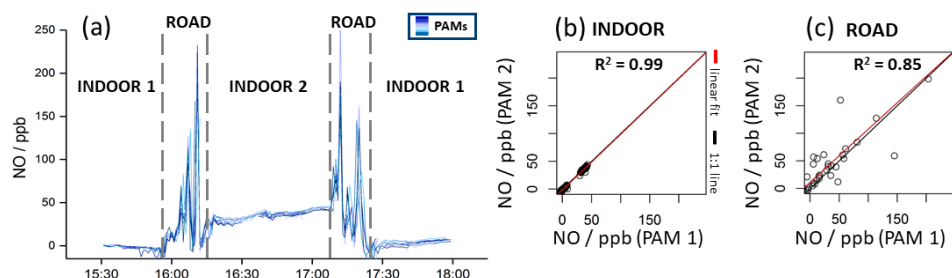 (a)
ROAD
ROAD
PAMs
INDOOR 1
INDOOR 2
INDOOR 1
NO / ppb
250
200
150
100
50
0
15:30
16:00
16:30
17:00
17:30
18:00
(b)
INDOOR
R² = 0.99
NO / ppb (PAM 2)
150
50
0
0
50
150
NO / ppb (PAM 1)
linear fit
1:1 line
(c)
ROAD
R² = 0.85
NO / ppb (PAM 2)
150
50
0
0
50
150
NO / ppb (PAM 1)